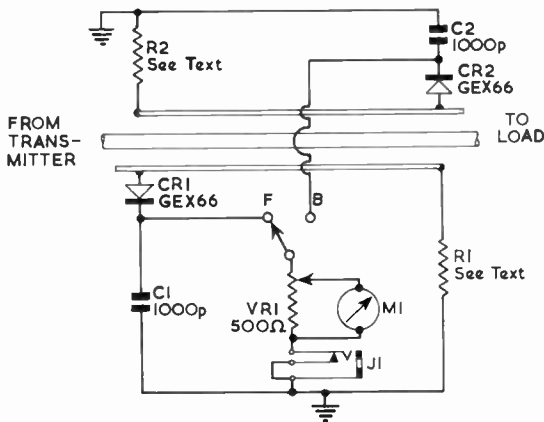 R2
See Text
C2
1000p
CR2
GEX66
FROM
TRANS-
MITTER
TO
LOAD
CR1
GEX66
F
B
C1
1000p
VR1
500Ω
M1
R1
See Text
J1